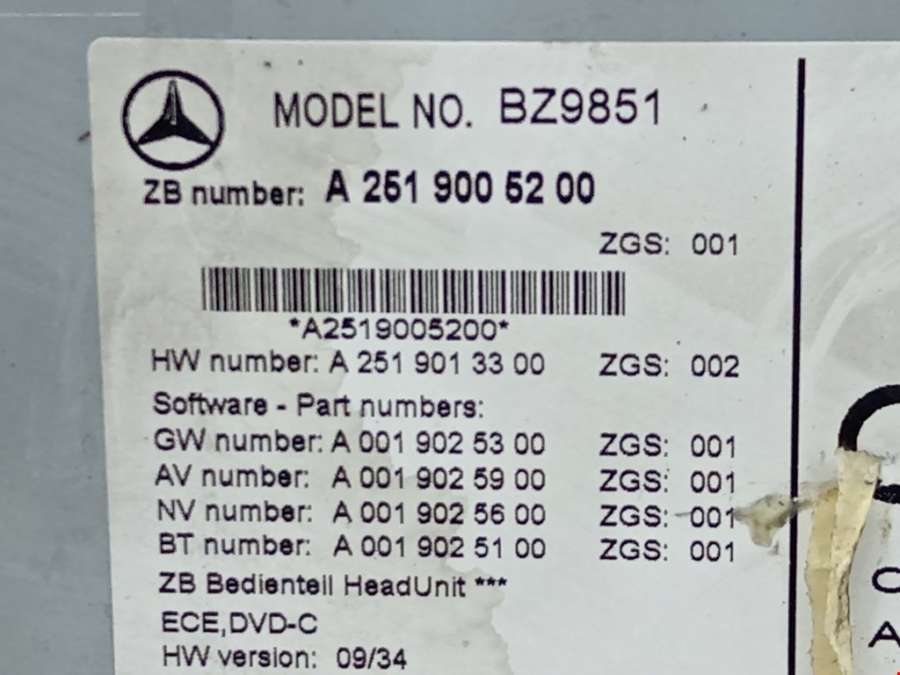 MODEL NO. BZ9851
ZB number: A 251 900 52 00
ZGS: 001
*A2519005200*
HW number: A 251 901 33 00 ZGS: 002
Software - Part numbers:
GW number: A 001 902 53 00 ZGS: 001
AV number: A 001 902 59 00 ZGS: 001
NV number: A 001 902 56 00 ZGS: 001
BT number: A 001 902 51 00 ZGS: 001
ZB Bedienteil HeadUnit ***
ECE,DVD-C
HW version: 09/34
C
A